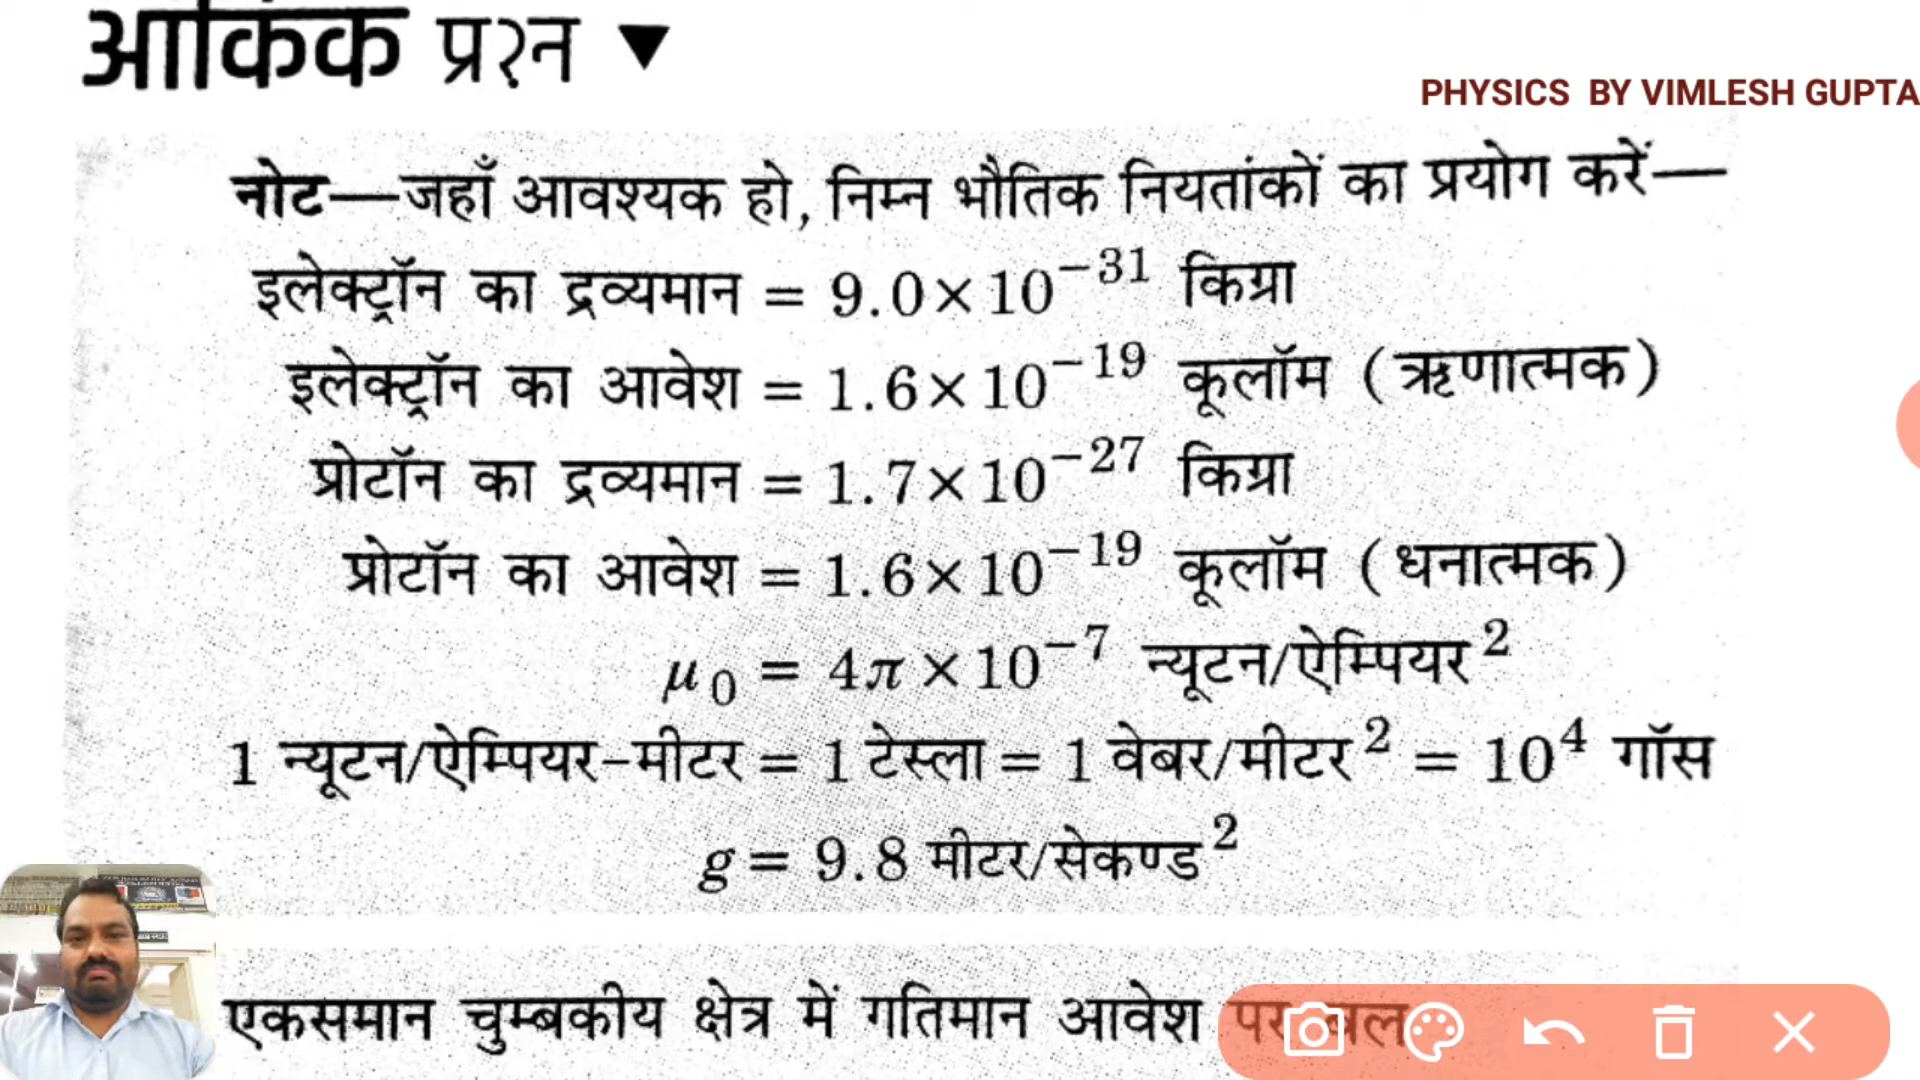 आंकिक प्रश्न ▼
PHYSICS BY VIMLESH GUPTA
नोट—जहाँ आवश्यक हो, निम्न भौतिक नियतांकों का प्रयोग करें—
इलेक्ट्रॉन का द्रव्यमान = 9.0×10⁻³¹ किग्रा
इलेक्ट्रॉन का आवेश = 1.6×10⁻¹⁹ कूलॉम (ऋणात्मक)
प्रोटॉन का द्रव्यमान = 1.7×10⁻²⁷ किग्रा
प्रोटॉन का आवेश = 1.6×10⁻¹⁹ कूलॉम (धनात्मक)
μ₀ = 4π×10⁻⁷ न्यूटन/ऐम्पियर²
1 न्यूटन/ऐम्पियर-मीटर = 1 टेस्ला = 1 वेबर/मीटर² = 10⁴ गॉस
g = 9.8 मीटर/सेकण्ड²
एकसमान चुम्बकीय क्षेत्र में गतिमान आवेश पर बल